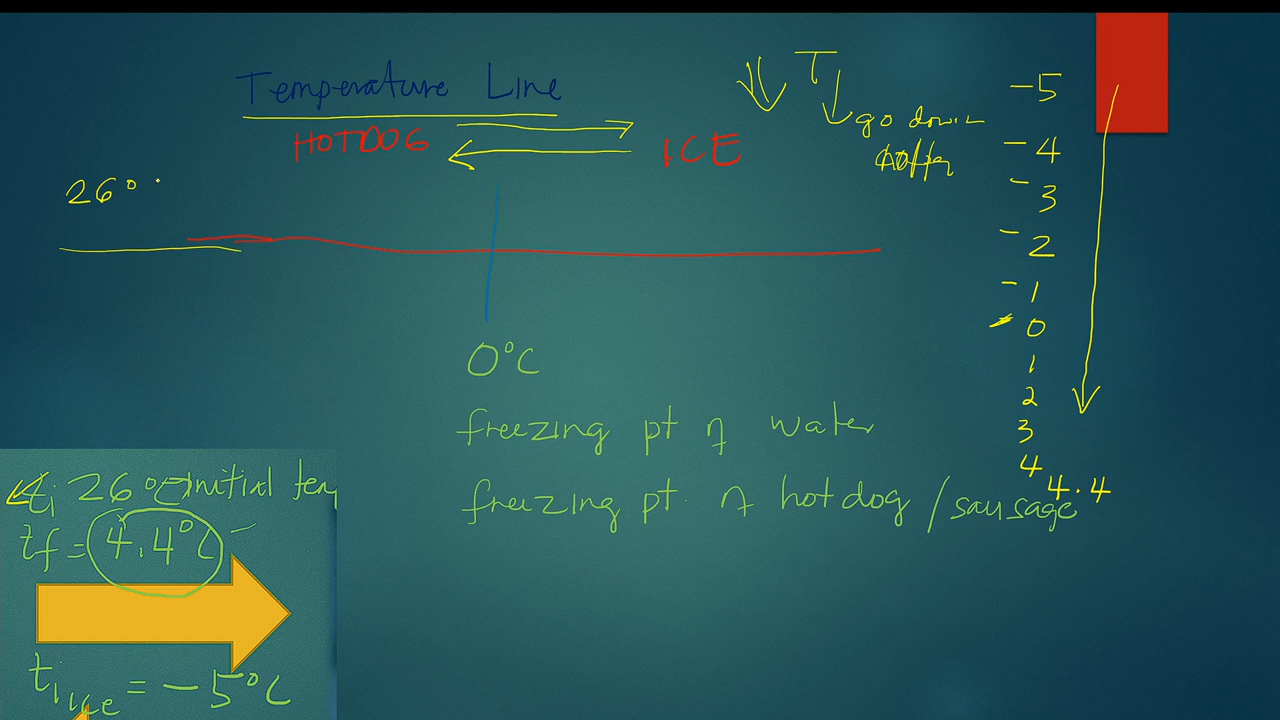 Temperature Line
HOTDOG
ICE
26°
T
go down
-5
-4
-3
-2
-1
0
1
2
3
4
4.4
0°C
freezing pt of water
freezing pt. of hotdog / sausage
ti 26°C initial tem
tf = 4.4°C
ti ice = -5°C